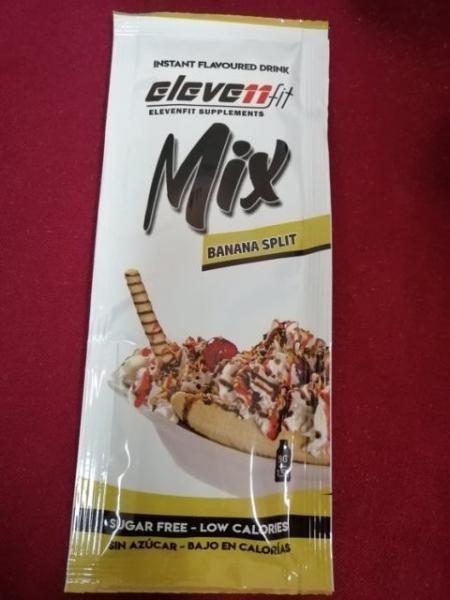 INSTANT FLAVOURED DRINK
eleve11fit
ELEVENFIT SUPPLEMENTS
Mix
BANANA SPLIT
SUGAR FREE - LOW CALORIES
SIN AZÚCAR - BAJO EN CALORÍAS